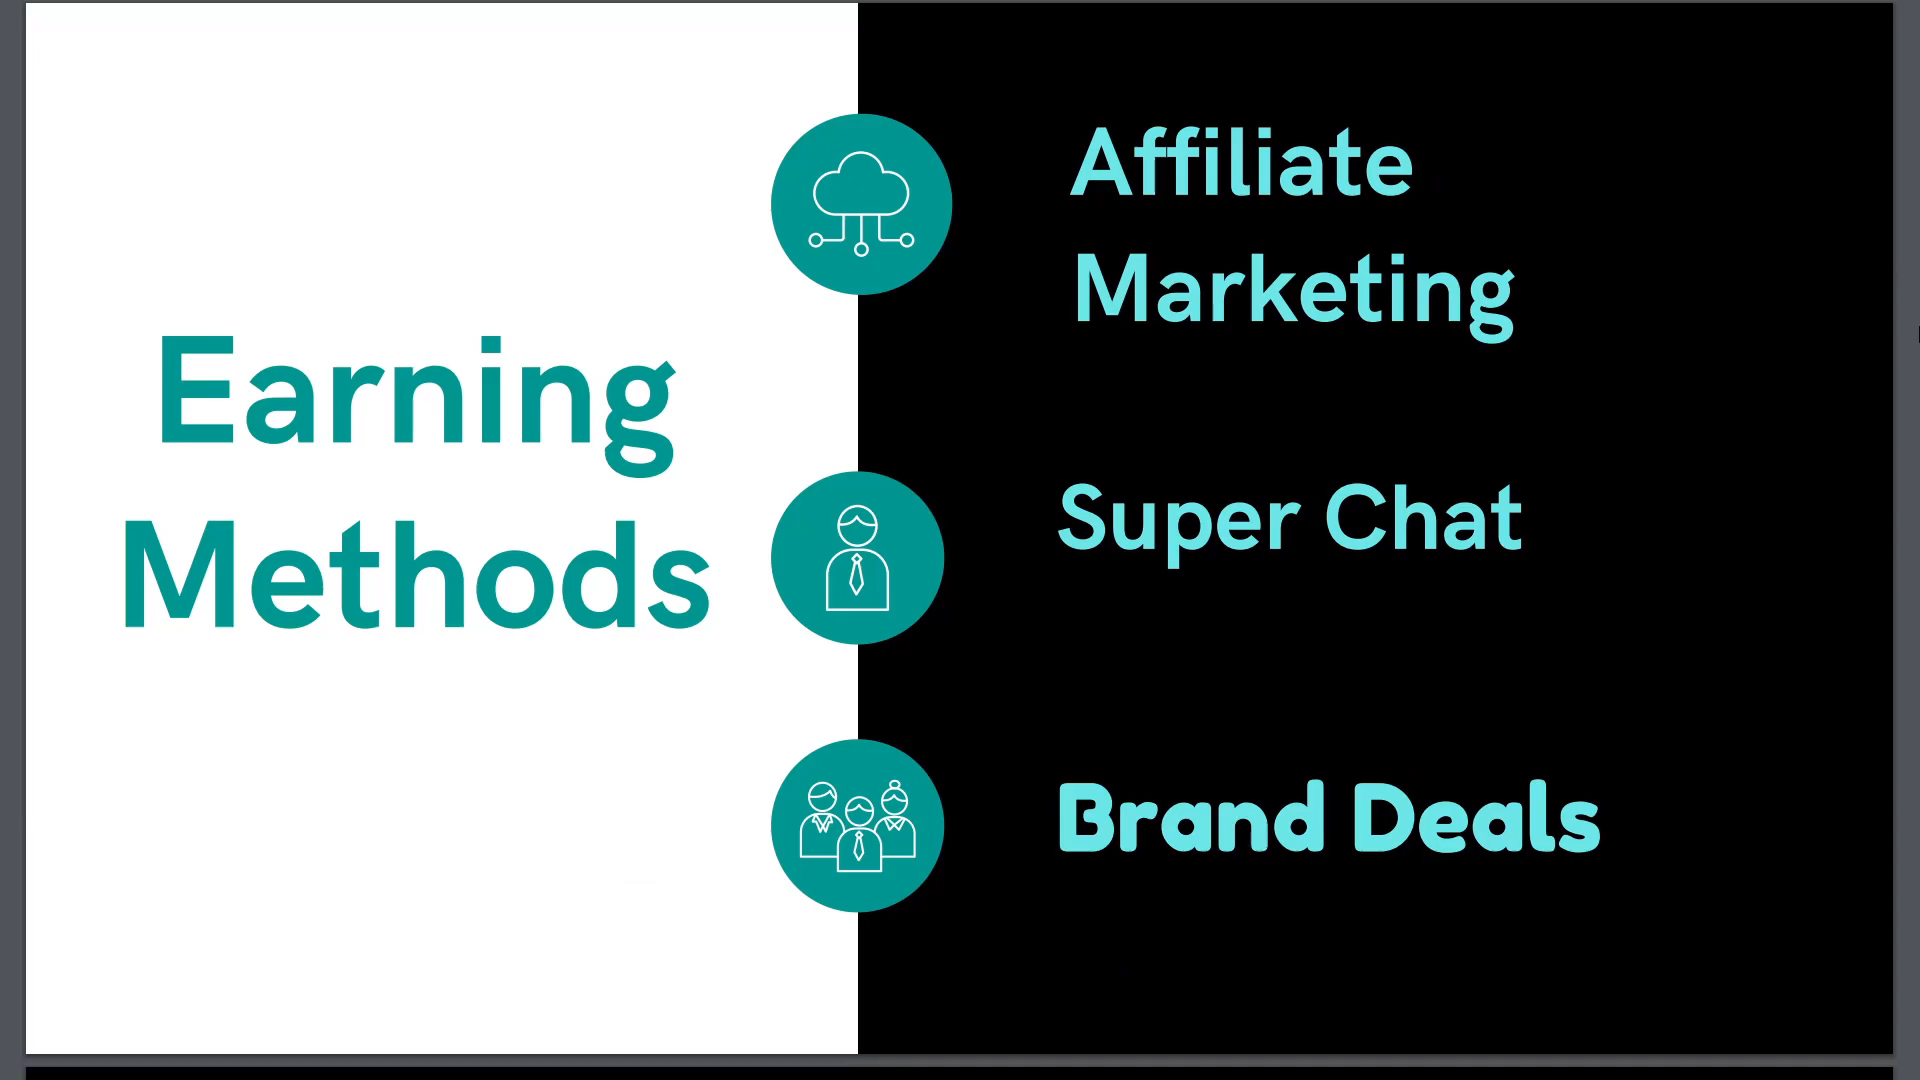 Earning
Methods
Affiliate
Marketing
Super Chat
Brand Deals